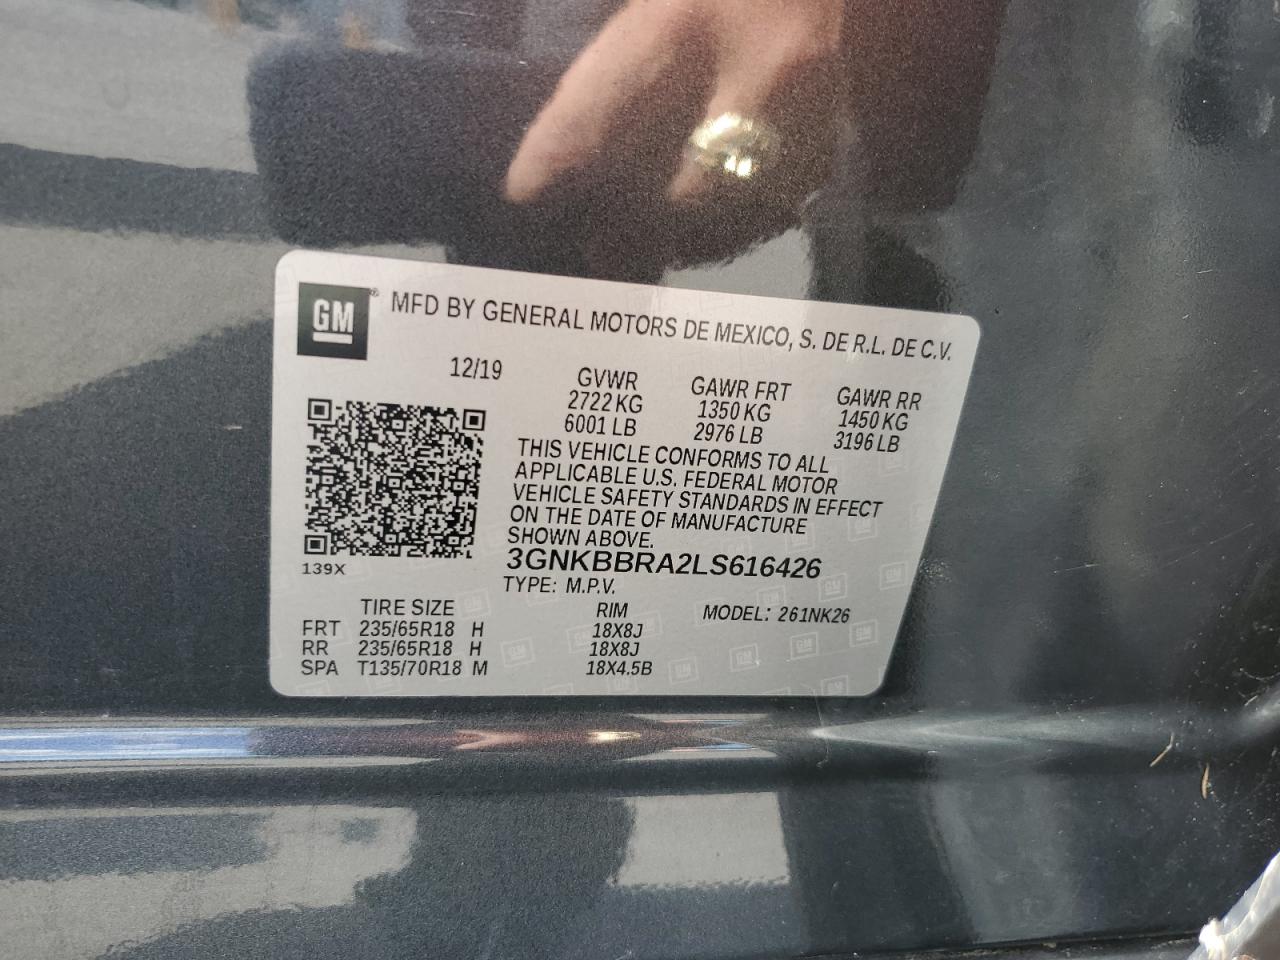 GM® MFD BY GENERAL MOTORS DE MEXICO, S. DE R.L. DE C.V.
12/19
GVWR
2722 KG
6001 LB
GAWR FRT
1350 KG
2976 LB
GAWR RR
1450 KG
3196 LB
THIS VEHICLE CONFORMS TO ALL
APPLICABLE U.S. FEDERAL MOTOR
VEHICLE SAFETY STANDARDS IN EFFECT
ON THE DATE OF MANUFACTURE
SHOWN ABOVE.
139X
3GNKBBRA2LS616426
TYPE: M.P.V.
TIRE SIZE RIM MODEL: 261NK26
FRT 235/65R18 H 18X8J
RR 235/65R18 H 18X8J
SPA T135/70R18 M 18X4.5B